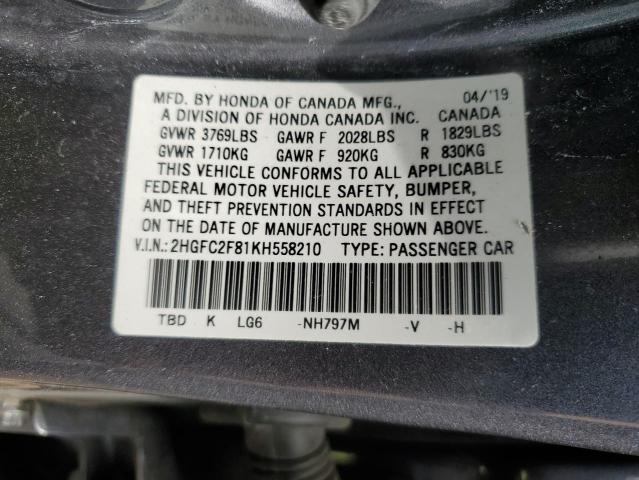 MFD. BY HONDA OF CANADA MFG., 04/'19
A DIVISION OF HONDA CANADA INC. CANADA
GVWR 3769LBS GAWR F 2028LBS R 1829LBS
GVWR 1710KG GAWR F 920KG R 830KG
THIS VEHICLE CONFORMS TO ALL APPLICABLE
FEDERAL MOTOR VEHICLE SAFETY, BUMPER,
AND THEFT PREVENTION STANDARDS IN EFFECT
ON THE DATE OF MANUFACTURE SHOWN ABOVE.
V.I.N.: 2HGFC2F81KH558210 TYPE: PASSENGER CAR
TBD K LG6 -NH797M -V -H